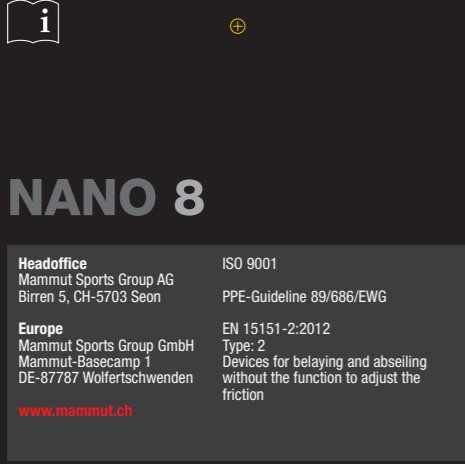 i
NANO 8
Headoffice
Mammut Sports Group AG
Birren 5, CH-5703 Seon
Europe
Mammut Sports Group GmbH
Mammut-Basecamp 1
DE-87787 Wolfertschwenden
www.mammut.ch
ISO 9001
PPE-Guideline 89/686/EWG
EN 15151-2:2012
Type: 2
Devices for belaying and abseiling
without the function to adjust the
friction